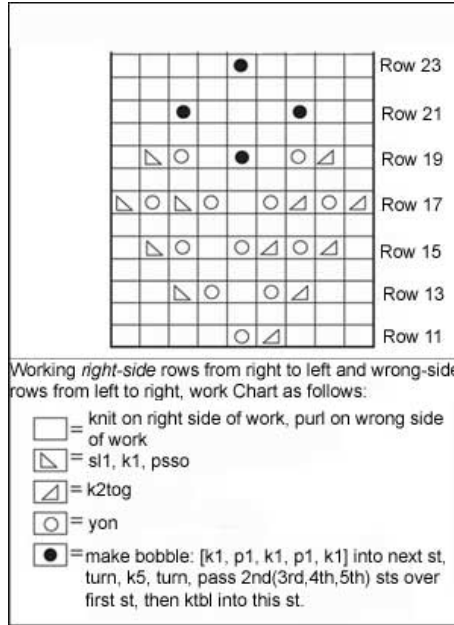 Row 23
Row 21
Row 19
Row 17
Row 15
Row 13
Row 11
Working right-side rows from right to left and wrong-side
rows from left to right, work Chart as follows:
= knit on right side of work, purl on wrong side
of work
= sl1, k1, psso
= k2tog
= yon
= make bobble: [k1, p1, k1, p1, k1] into next st,
turn, k5, turn, pass 2nd(3rd,4th,5th) sts over
first st, then ktbl into this st.